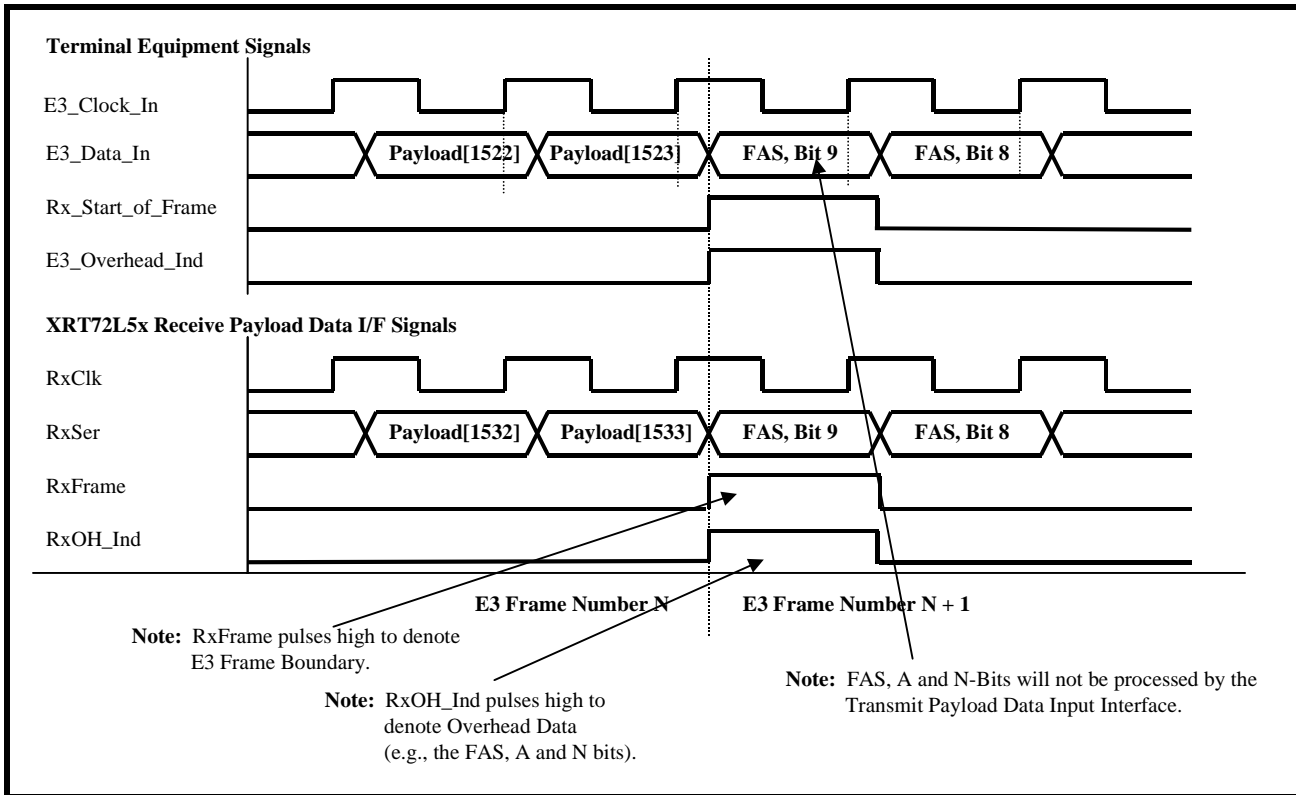 Terminal Equipment Signals
E3_Clock_In
E3_Data_In
Payload[1522] Payload[1523] FAS, Bit 9 FAS, Bit 8
Rx_Start_of_Frame
E3_Overhead_Ind
XRT72L5x Receive Payload Data I/F Signals
RxClk
RxSer
Payload[1532] Payload[1533] FAS, Bit 9 FAS, Bit 8
RxFrame
RxOH_Ind
E3 Frame Number N E3 Frame Number N + 1
Note: RxFrame pulses high to denote
E3 Frame Boundary.
Note: RxOH_Ind pulses high to
denote Overhead Data
(e.g., the FAS, A and N bits).
Note: FAS, A and N-Bits will not be processed by the
Transmit Payload Data Input Interface.